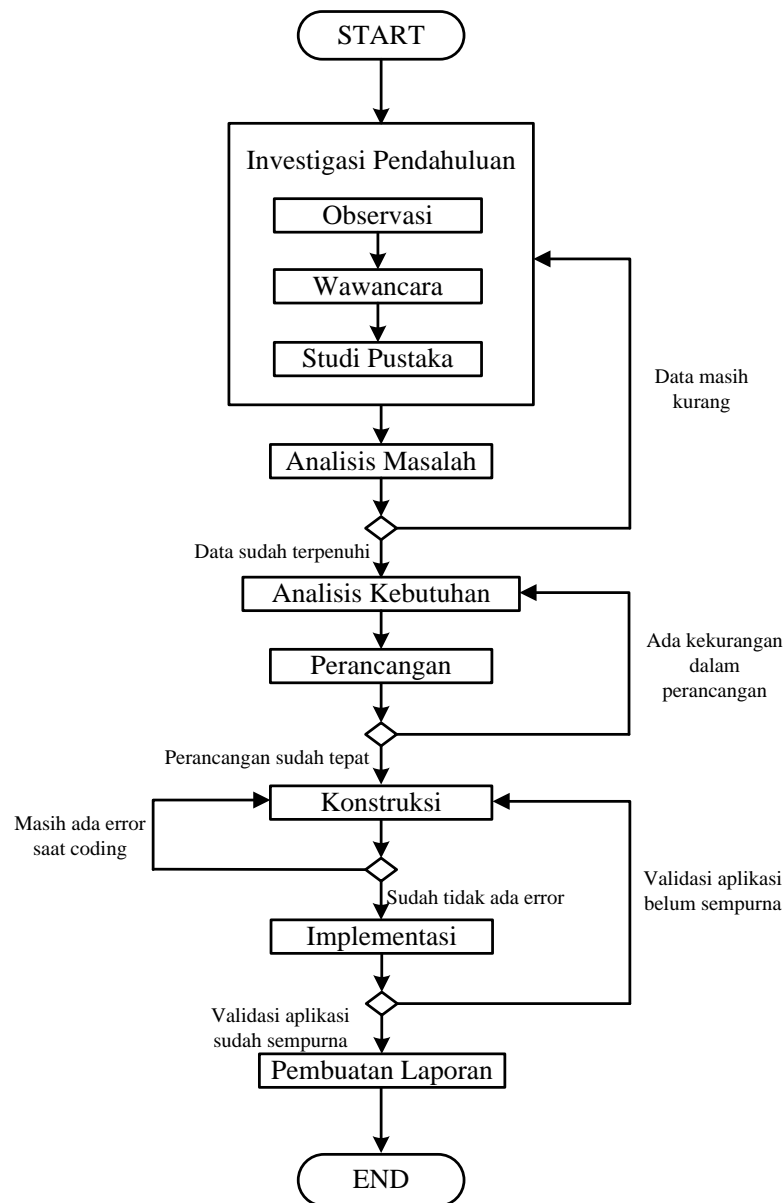 START
Investigasi Pendahuluan
Observasi
Wawancara
Studi Pustaka
Data masih
kurang
Analisis Masalah
Data sudah terpenuhi
Analisis Kebutuhan
Ada kekurangan
dalam
perancangan
Perancangan
Perancangan sudah tepat
Konstruksi
Masih ada error
saat coding
Sudah tidak ada error
Validasi aplikasi
belum sempurna
Implementasi
Validasi aplikasi
sudah sempurna
Pembuatan Laporan
END